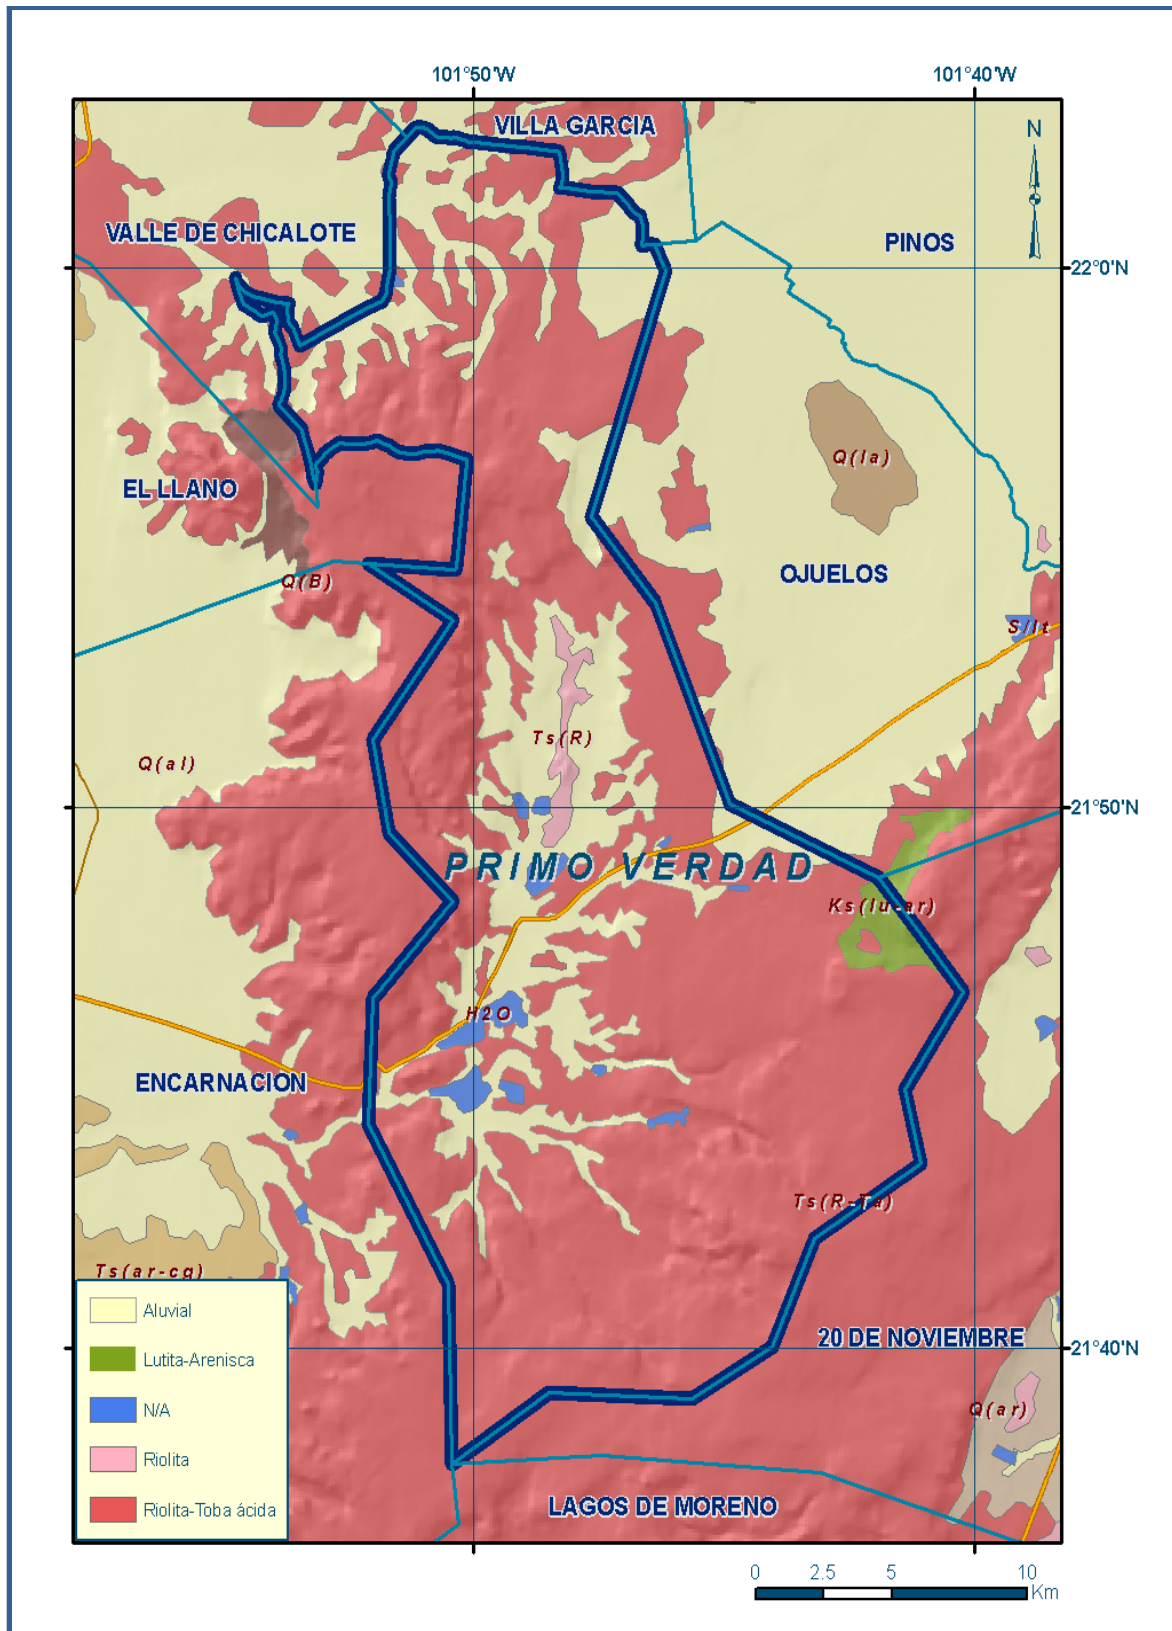 101°50'W
101°40'W
VILLA GARCIA
N
VALLE DE CHICALOTE
PINOS
22°0'N
Q(la)
EL LLANO
OJUELOS
Q(B)
S/It
Ts(R)
Q(al)
21°50'N
PRIMO VERDAD
Ks(lu-ar)
H2O
ENCARNACION
Ts(R-Ta)
Ts(ar-cg)
Aluvial
20 DE NOVIEMBRE
21°40'N
Lutita-Arenisca
N/A
Q(ar)
Riolita
Riolita-Toba ácida
LAGOS DE MORENO
0 2.5 5 10
Km